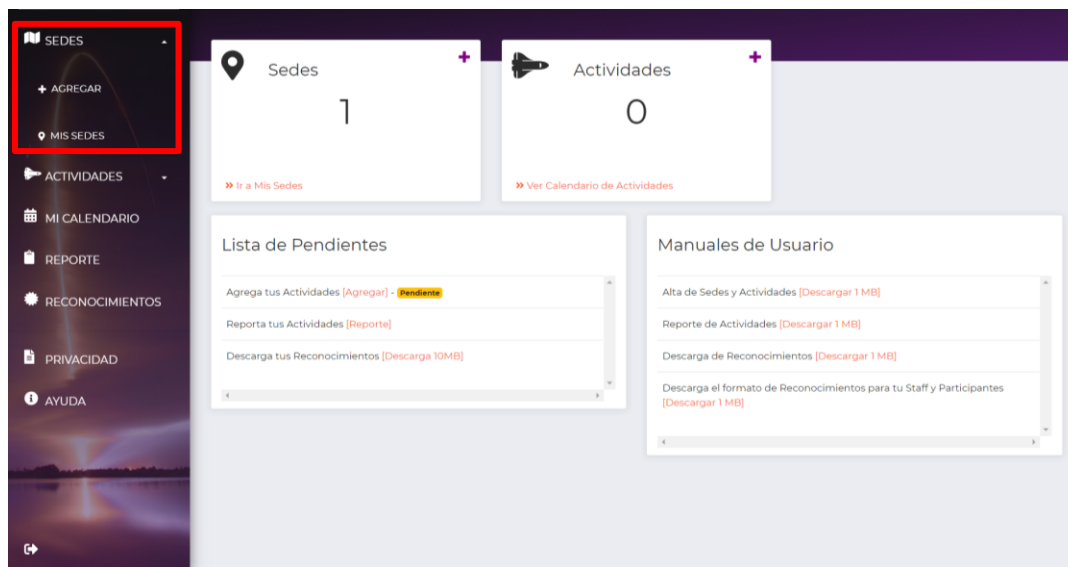 SEDES
AGREGAR
MIS SEDES
ACTIVIDADES
MI CALENDARIO
REPORTE
RECONOCIMIENTOS
PRIVACIDAD
AYUDA
Sedes
1
Ir a Mis Sedes
Actividades
0
Ver Calendario de Actividades
Lista de Pendientes
Agrega tus Actividades [Agregar] - Pendiente
Reporta tus Actividades [Reporte]
Descarga tus Reconocimientos [Descarga 10MB]
Manuales de Usuario
Alta de Sedes y Actividades [Descargar 1 MB]
Reporte de Actividades [Descargar 1 MB]
Descarga de Reconocimientos [Descargar 1 MB]
Descarga el formato de Reconocimientos para tu Staff y Participantes
[Descargar 1 MB]